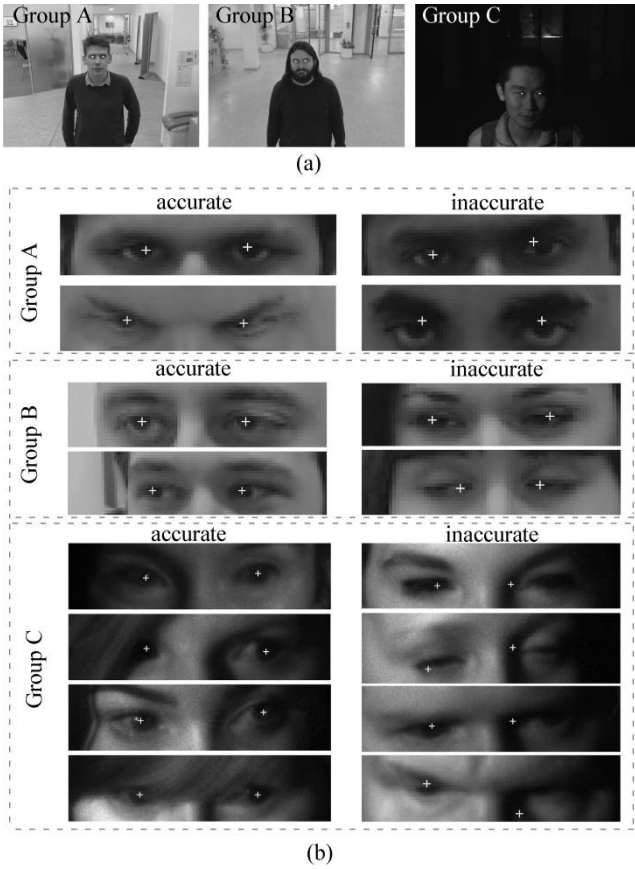 Group A
Group B
Group C
(a)
accurate
inaccurate
Group A
accurate
inaccurate
Group B
accurate
inaccurate
Group C
(b)